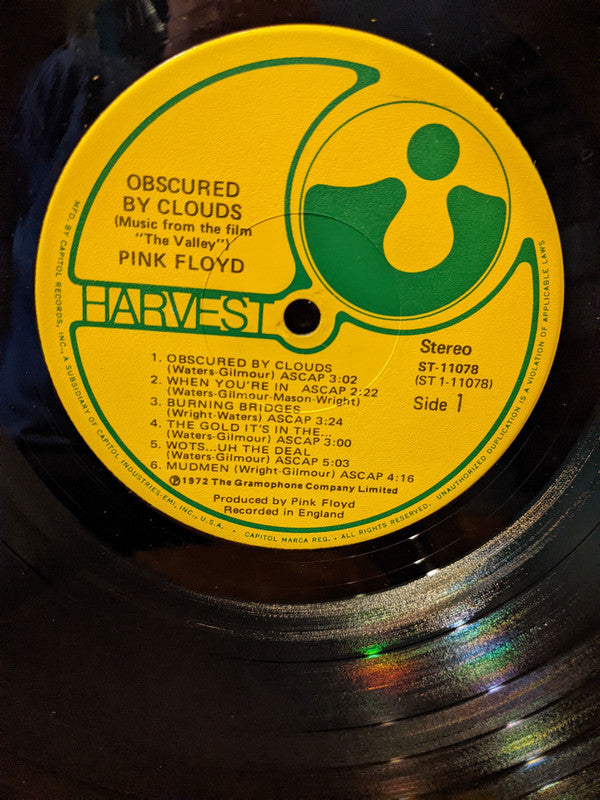 OBSCURED
BY CLOUDS
(Music from the film
"The Valley")
PINK FLOYD
HARVEST
Stereo
ST-11078
(ST 1-11078)
Side 1
1. OBSCURED BY CLOUDS
(Waters-Gilmour) ASCAP 3:02
2. WHEN YOU'RE IN ASCAP 2:22
(Waters-Gilmour-Mason-Wright)
3. BURNING BRIDGES
(Wright-Waters) ASCAP 3:24
4. THE GOLD IT'S IN THE...
(Waters-Gilmour) ASCAP 3:00
5. WOTS...UH THE DEAL
(Waters-Gilmour) ASCAP 5:03
6. MUDMEN (Wright-Gilmour) ASCAP 4:16
℗1972 The Gramophone Company Limited
Produced by Pink Floyd
Recorded in England
MFD. BY CAPITOL RECORDS, INC., A SUBSIDIARY OF CAPITOL INDUSTRIES-EMI, INC., U.S.A. • CAPITOL MARCA REG. • ALL RIGHTS RESERVED. UNAUTHORIZED DUPLICATION IS A VIOLATION OF APPLICABLE LAWS